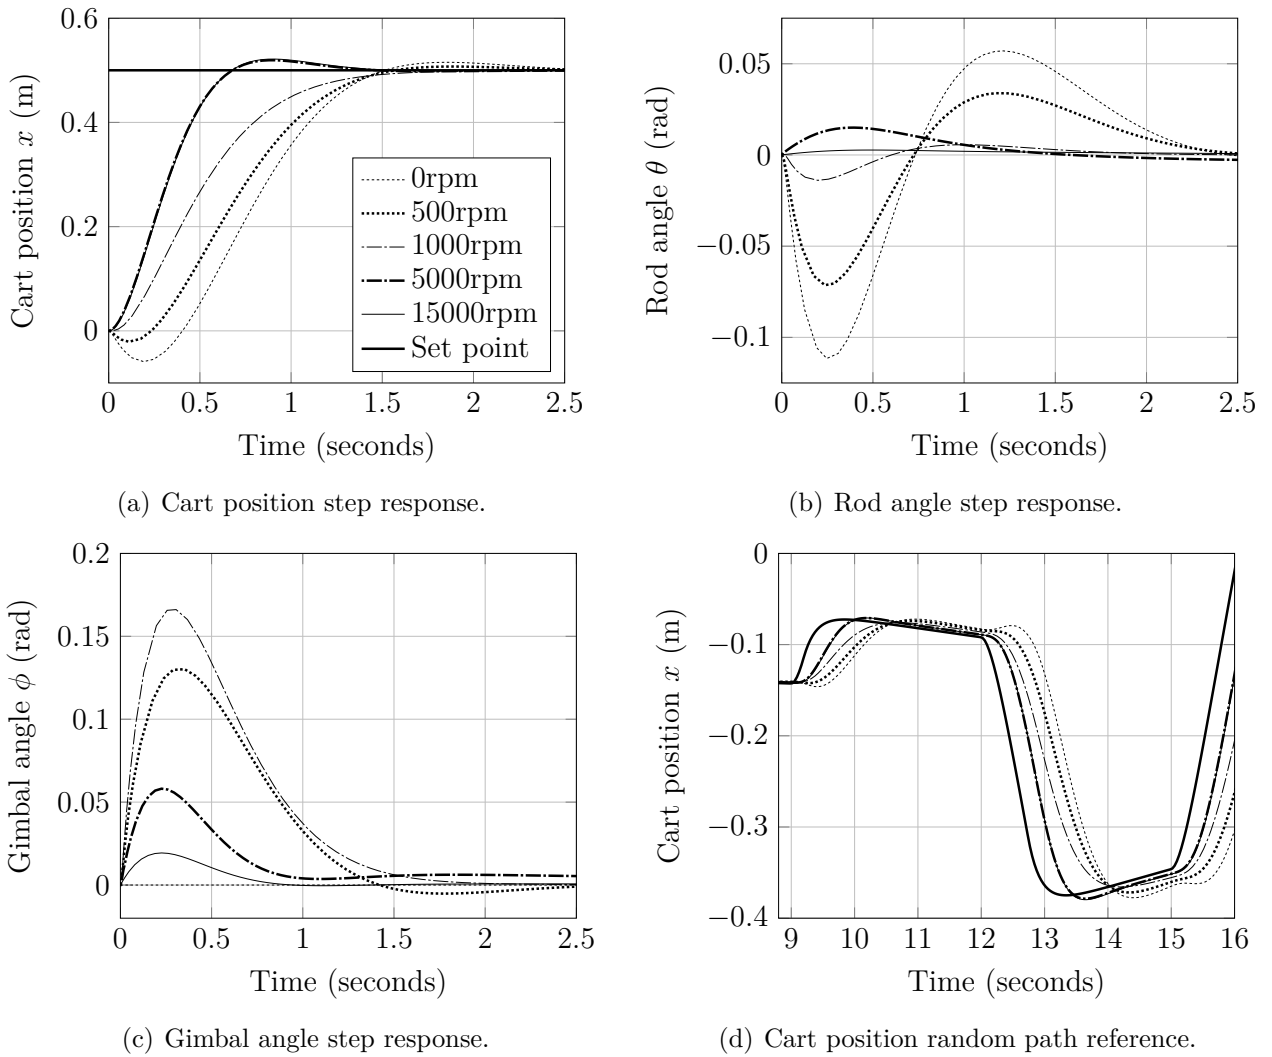 0.6
0.4
0.2
0
Cart position x (m)
0 0.5 1 1.5 2 2.5
Time (seconds)
0rpm
500rpm
1000rpm
5000rpm
15000rpm
Set point
(a) Cart position step response.
0.05
0
−0.05
−0.1
Rod angle θ (rad)
0 0.5 1 1.5 2 2.5
Time (seconds)
(b) Rod angle step response.
0.2
0.15
0.1
0.05
0
Gimbal angle ϕ (rad)
0 0.5 1 1.5 2 2.5
Time (seconds)
(c) Gimbal angle step response.
0
−0.1
−0.2
−0.3
−0.4
Cart position x (m)
9 10 11 12 13 14 15 16
Time (seconds)
(d) Cart position random path reference.